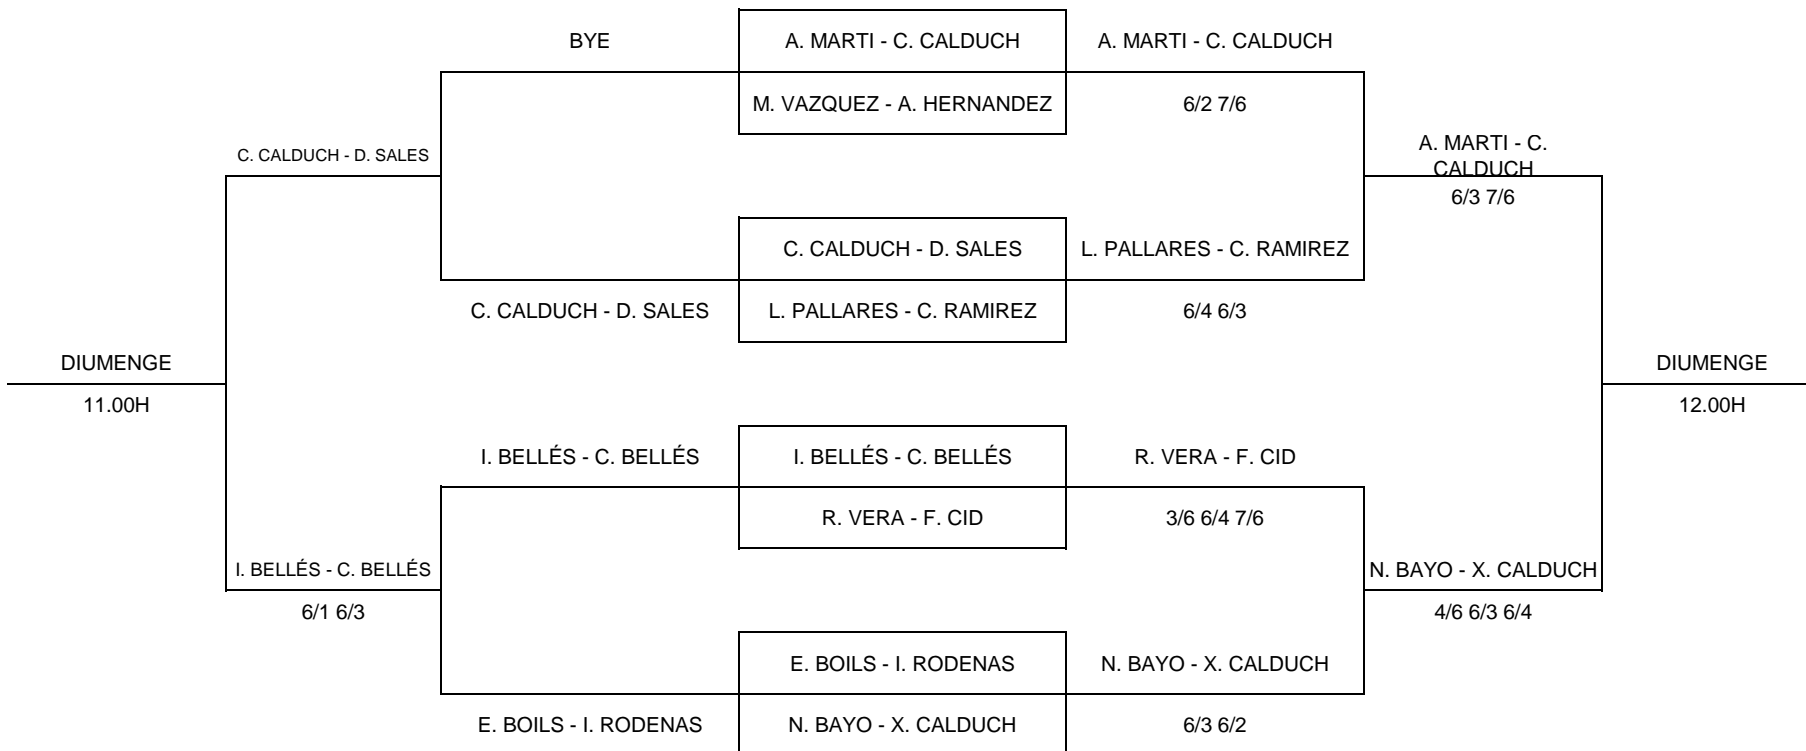 BYE
A. MARTI - C. CALDUCH
A. MARTI - C. CALDUCH
M. VAZQUEZ - A. HERNANDEZ
6/2 7/6
C. CALDUCH - D. SALES
A. MARTI - C.
CALDUCH
6/3 7/6
C. CALDUCH - D. SALES
L. PALLARES - C. RAMIREZ
C. CALDUCH - D. SALES
L. PALLARES - C. RAMIREZ
6/4 6/3
DIUMENGE
DIUMENGE
11.00H
12.00H
I. BELLÉS - C. BELLÉS
I. BELLÉS - C. BELLÉS
R. VERA - F. CID
R. VERA - F. CID
3/6 6/4 7/6
I. BELLÉS - C. BELLÉS
N. BAYO - X. CALDUCH
6/1 6/3
4/6 6/3 6/4
E. BOILS - I. RODENAS
N. BAYO - X. CALDUCH
E. BOILS - I. RODENAS
N. BAYO - X. CALDUCH
6/3 6/2